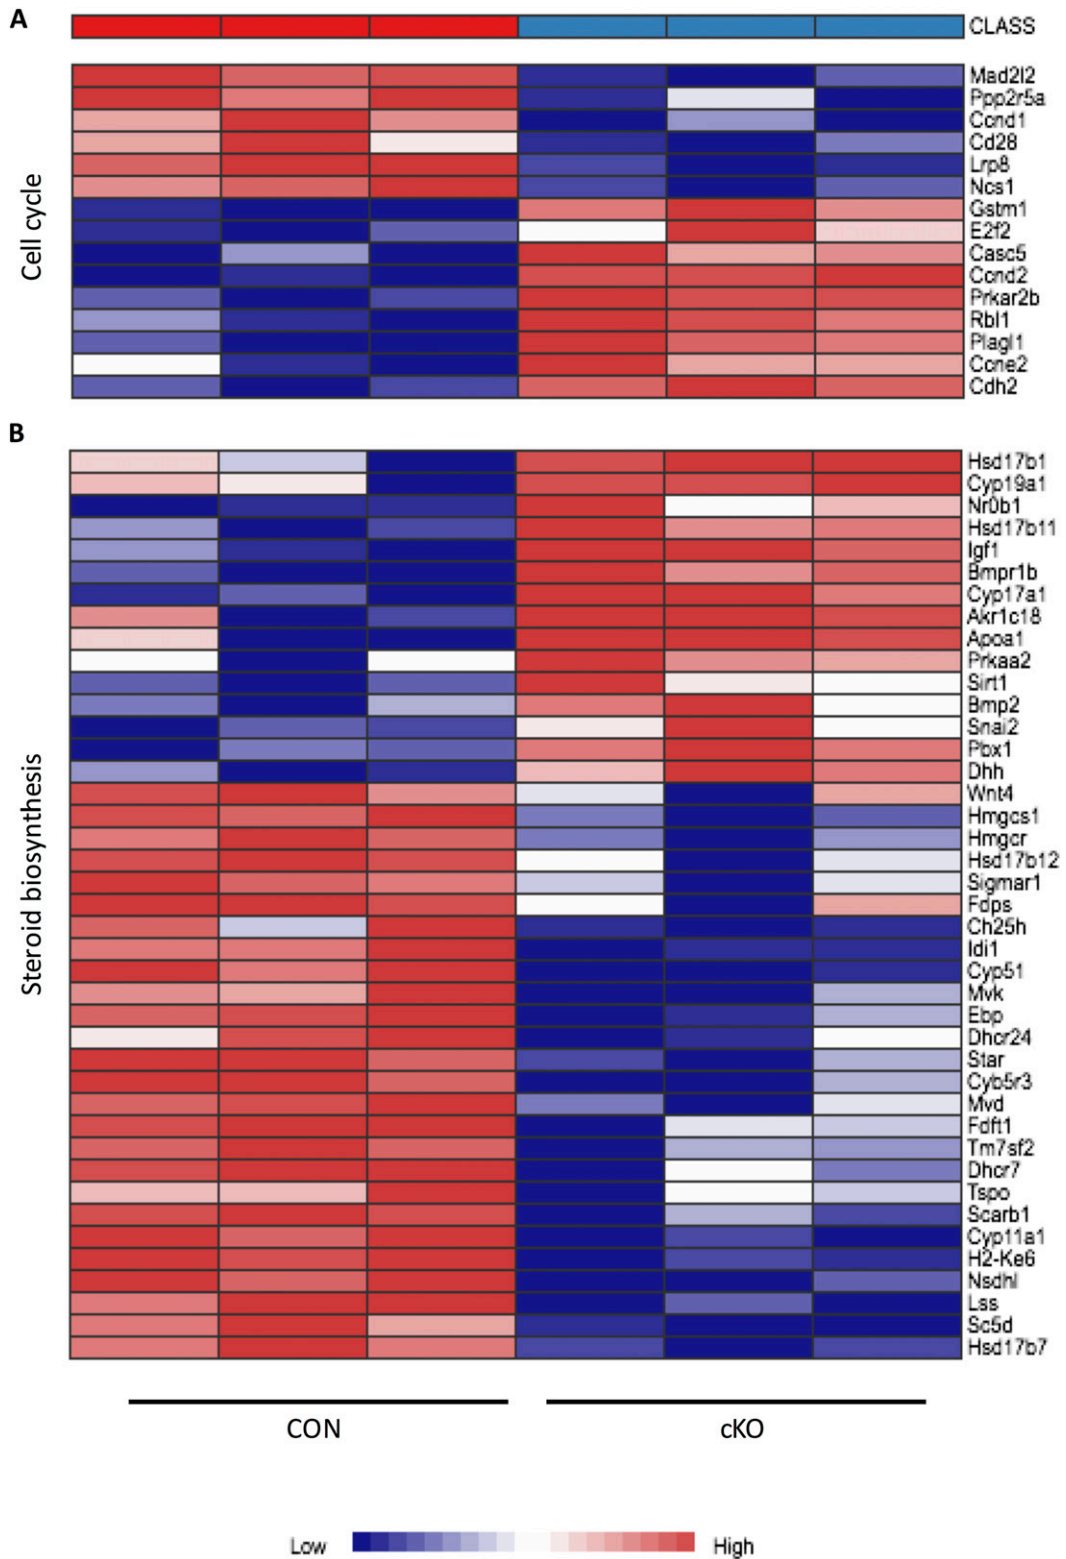 A
CLASS
Cell cycle
Mad2l2
Ppp2r5a
Ccnd1
Cd28
Lrp8
Ncs1
Gstm1
E2f2
Casc5
Ccnd2
Prkar2b
Rbl1
Plagl1
Ccne2
Cdh2
B
Steroid biosynthesis
Hsd17b1
Cyp19a1
Nr0b1
Hsd17b11
Igf1
Bmpr1b
Cyp17a1
Akr1c18
Apoa1
Prkaa2
Sirt1
Bmp2
Snai2
Pbx1
Dhh
Wnt4
Hmgcs1
Hmgcr
Hsd17b12
Sigmar1
Fdps
Ch25h
Idi1
Cyp51
Mvk
Ebp
Dhcr24
Star
Cyb5r3
Mvd
Fdft1
Tm7sf2
Dhcr7
Tspo
Scarb1
Cyp11a1
H2-Ke6
Nsdhl
Lss
Sc5d
Hsd17b7
CON cKO
Low High